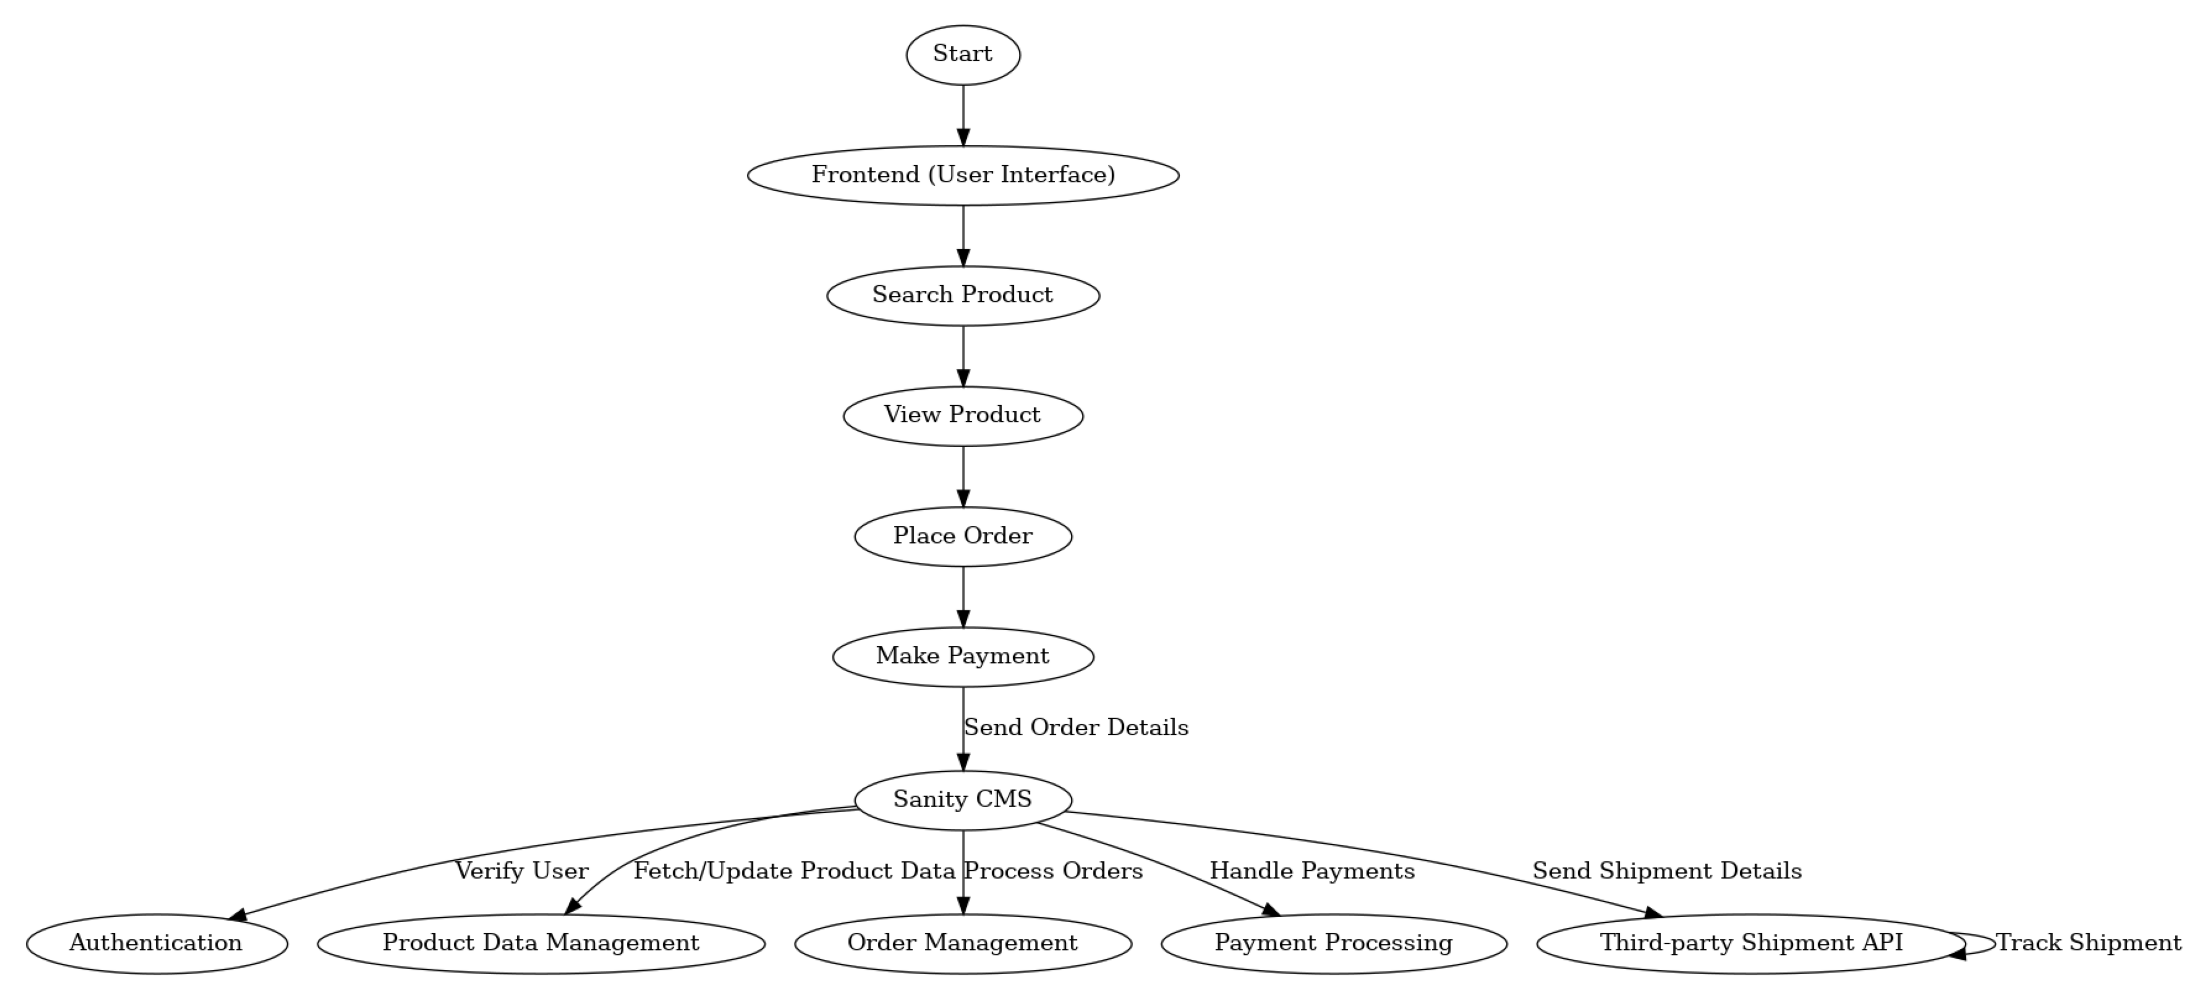 Start
Frontend (User Interface)
Search Product
View Product
Place Order
Make Payment
Send Order Details
Sanity CMS
Verify User
Fetch/Update Product Data
Process Orders
Handle Payments
Send Shipment Details
Authentication
Product Data Management
Order Management
Payment Processing
Third-party Shipment API
Track Shipment